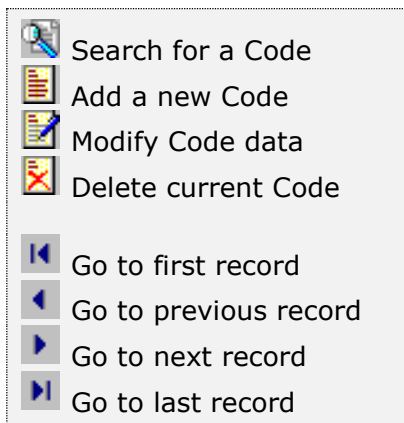 Search for a Code
Add a new Code
Modify Code data
Delete current Code
Go to first record
Go to previous record
Go to next record
Go to last record